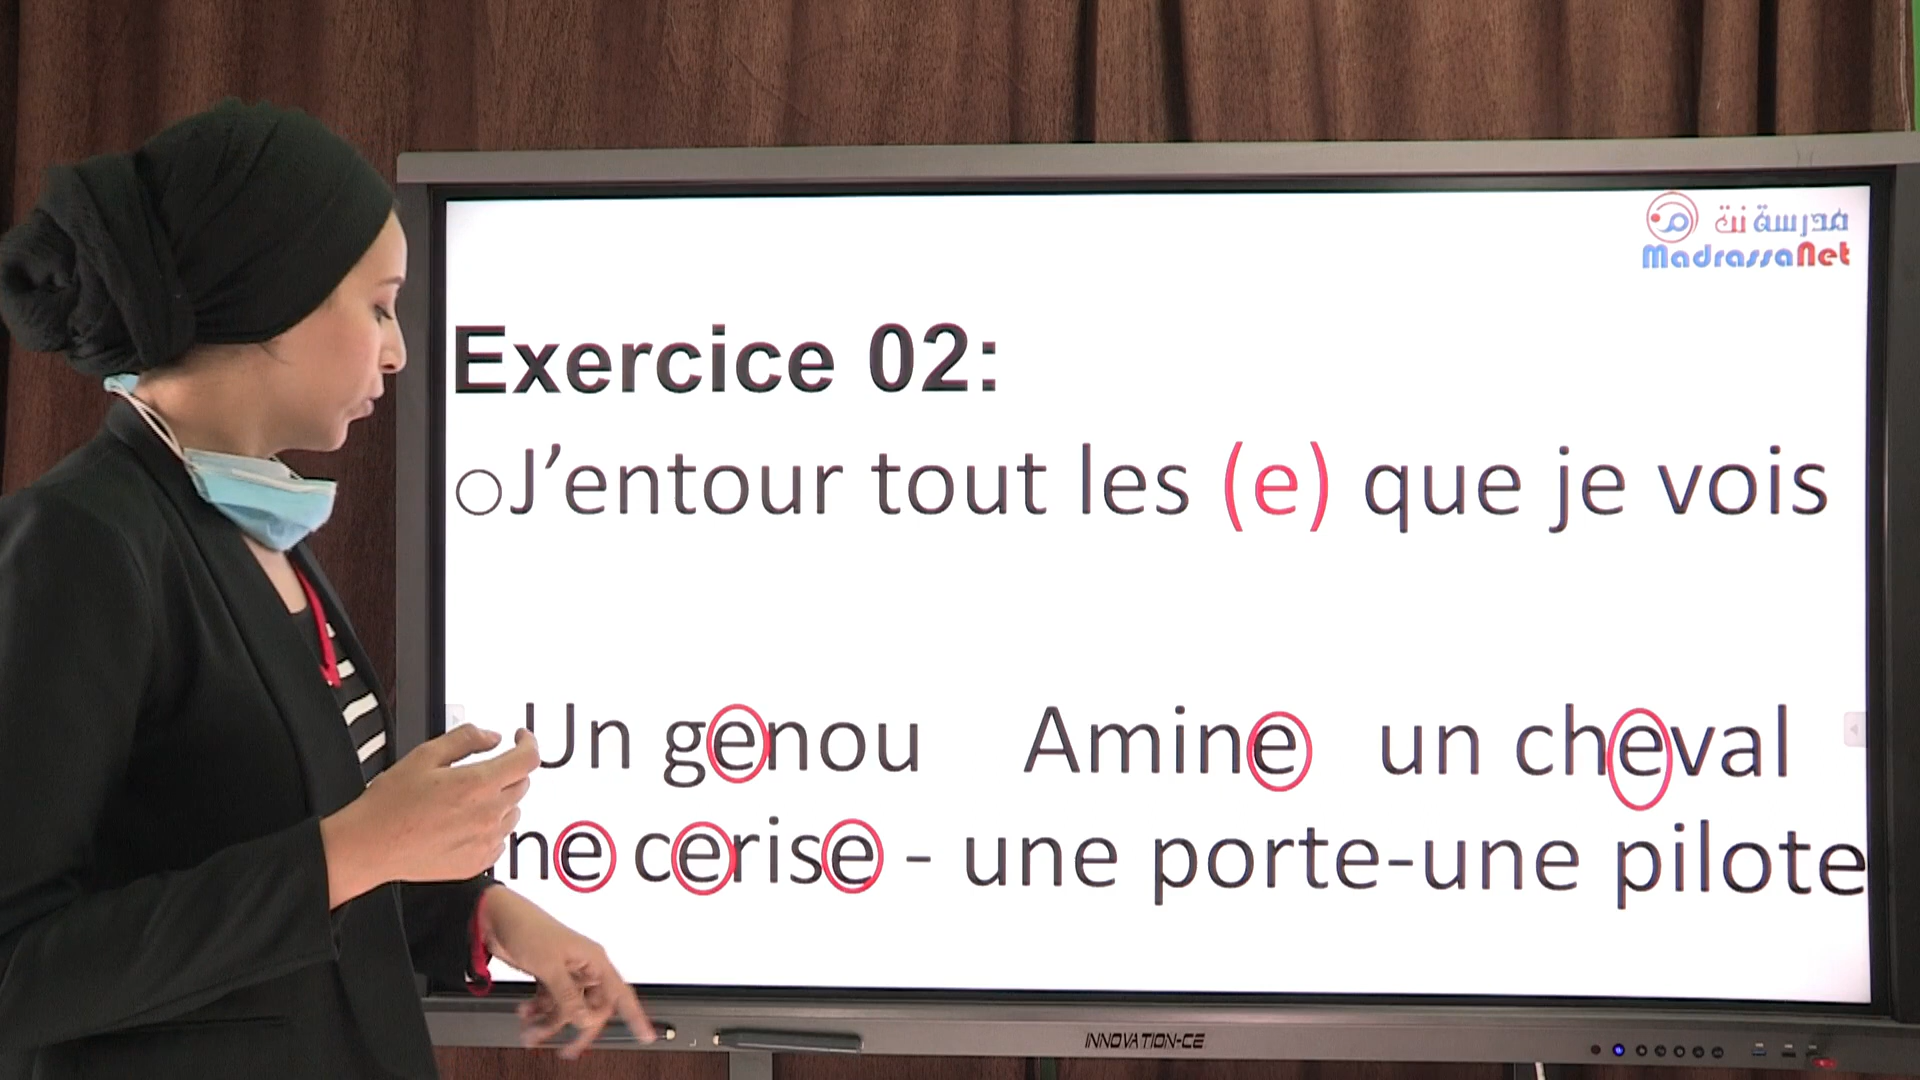 مدرسة نت
MadrassaNet
Exercice 02:
J’entour tout les (e) que je vois
Un genou Amine un cheval
ne cerise - une porte-une pilote
INNOVATION-CE